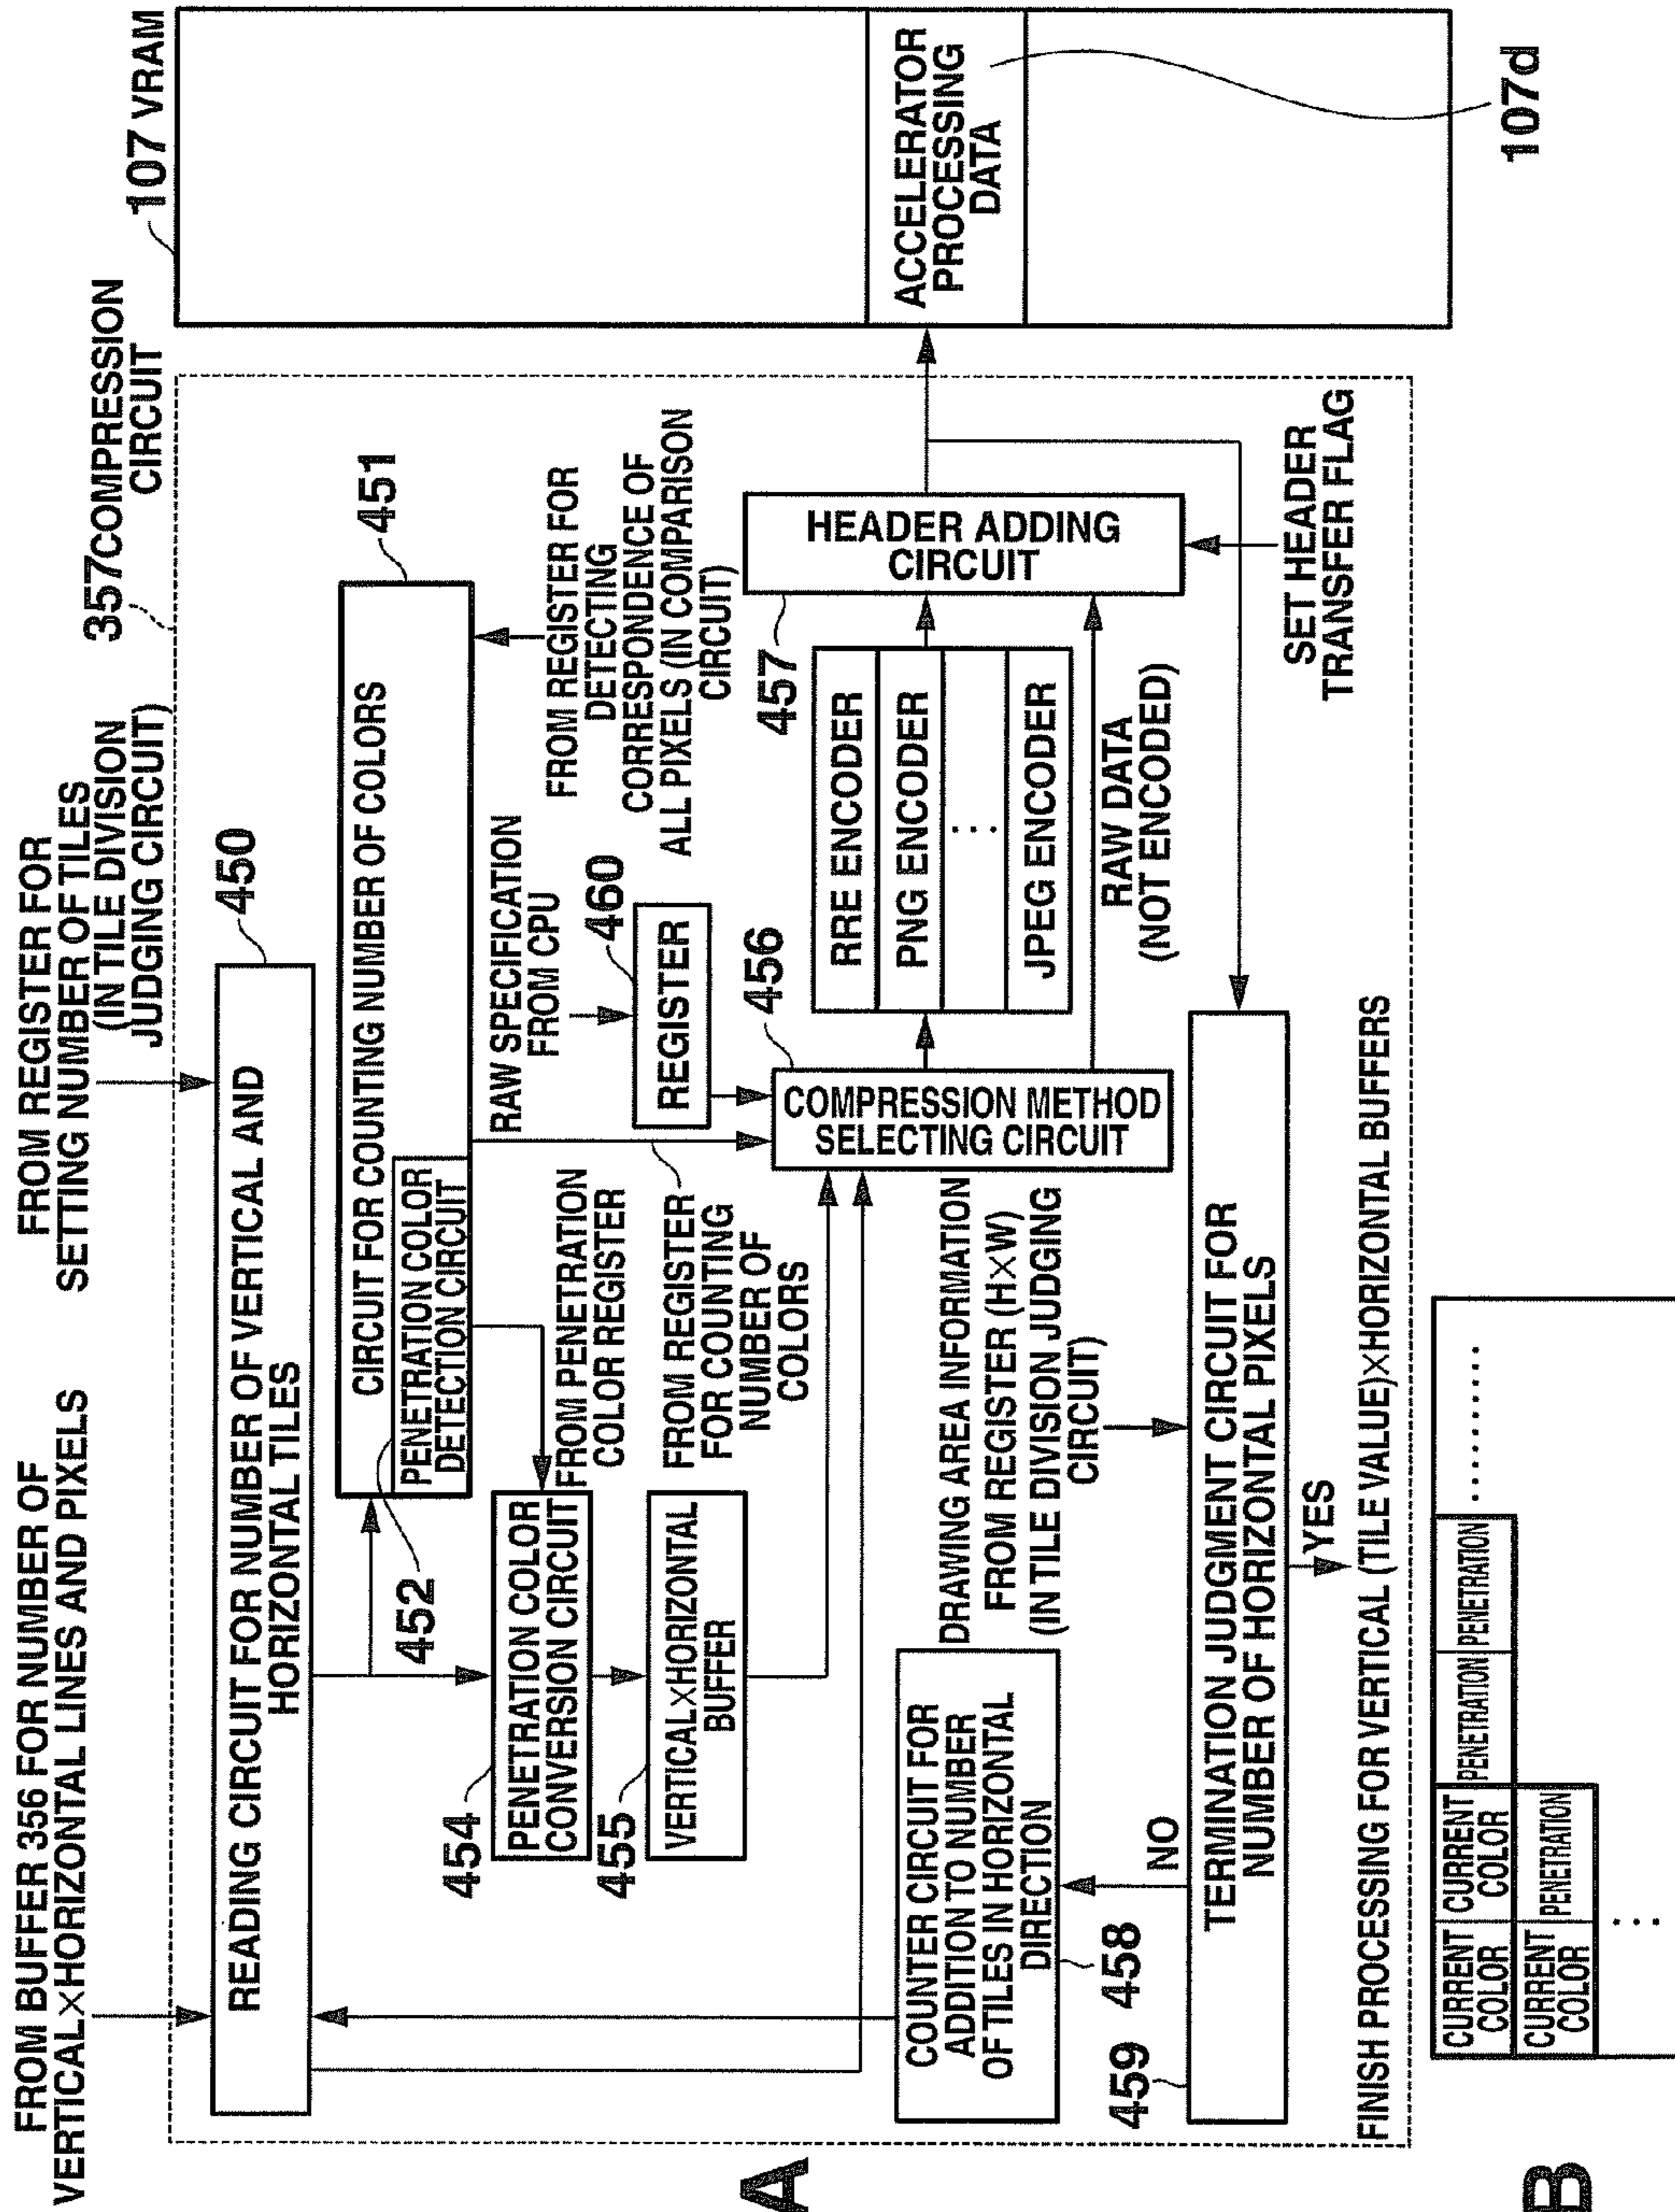 A
FROM BUFFER 356 FOR NUMBER OF
VERTICAL×HORIZONTAL LINES AND PIXELS
FROM REGISTER FOR
SETTING NUMBER OF TILES
(IN TILE DIVISION
JUDGING CIRCUIT)
357 COMPRESSION
CIRCUIT
107 VRAM
450
READING CIRCUIT FOR NUMBER OF VERTICAL AND
HORIZONTAL TILES
451
CIRCUIT FOR COUNTING NUMBER OF COLORS
PENETRATION COLOR
DETECTION CIRCUIT
452
FROM REGISTER FOR
DETECTING
CORRESPONDENCE OF
ALL PIXELS (IN COMPARISON
CIRCUIT)
RAW SPECIFICATION
FROM CPU
460
REGISTER
454
PENETRATION COLOR
CONVERSION CIRCUIT
FROM PENETRATION
COLOR REGISTER
455
VERTICAL×HORIZONTAL
BUFFER
FROM REGISTER
FOR COUNTING
NUMBER OF
COLORS
456
COMPRESSION METHOD
SELECTING CIRCUIT
RRE ENCODER
PNG ENCODER
...
JPEG ENCODER
RAW DATA
(NOT ENCODED)
457
HEADER ADDING
CIRCUIT
SET HEADER
TRANSFER FLAG
ACCELERATOR
PROCESSING
DATA
107d
COUNTER CIRCUIT FOR
ADDITION TO NUMBER
OF TILES IN HORIZONTAL
DIRECTION
458
DRAWING AREA INFORMATION
FROM REGISTER (H×W)
(IN TILE DIVISION JUDGING
CIRCUIT)
NO
459
TERMINATION JUDGMENT CIRCUIT FOR
NUMBER OF HORIZONTAL PIXELS
YES
FINISH PROCESSING FOR VERTICAL (TILE VALUE)×HORIZONTAL BUFFERS
B
CURRENT CURRENT PENETRATION PENETRATION ........
COLOR COLOR
CURRENT PENETRATION
COLOR
...